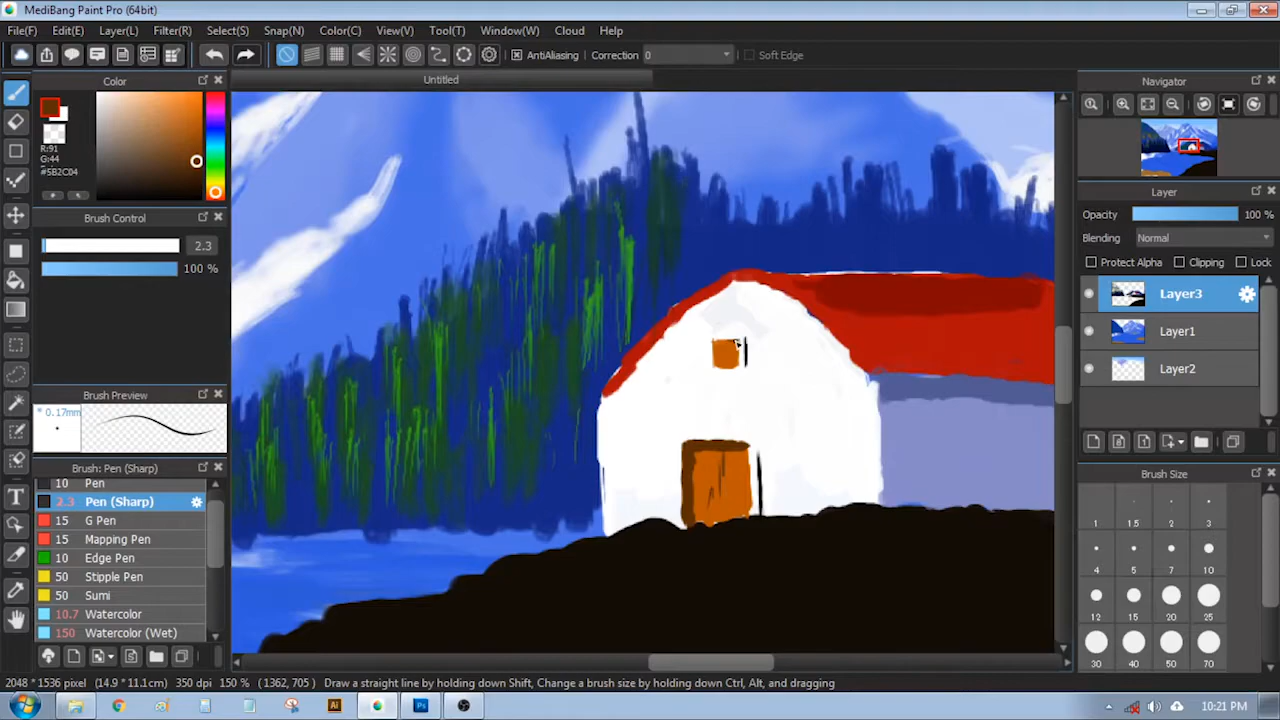 MediBang Paint Pro (64bit)
File(F) Edit(E) Layer(L) Filter(R) Select(S) Snap(N) Color(C) View(V) Tool(T) Window(W) Cloud Help
AntiAliasing Correction 0 Soft Edge
Color
Untitled
Navigator
R:91
G:44
#5B2C04
Layer
Opacity 100 %
Brush Control
Blending Normal
2.3
Protect Alpha Clipping Lock
100 %
Layer3
Layer1
Layer2
Brush Preview
* 0.17mm
Brush: Pen (Sharp)
10 Pen
2.3 Pen (Sharp)
15 G Pen
15 Mapping Pen
10 Edge Pen
50 Stipple Pen
50 Sumi
10.7 Watercolor
150 Watercolor (Wet)
Brush Size
1 1.5 2 3
4 5 7 10
12 15 20 25
30 40 50 70
2048 * 1536 pixel (14.9 * 11.1cm) 350 dpi 150 % (1362, 705) Draw a straight line by holding down Shift, Change a brush size by holding down Ctrl, Alt, and dragging
T
Ai
Ps
10:21 PM